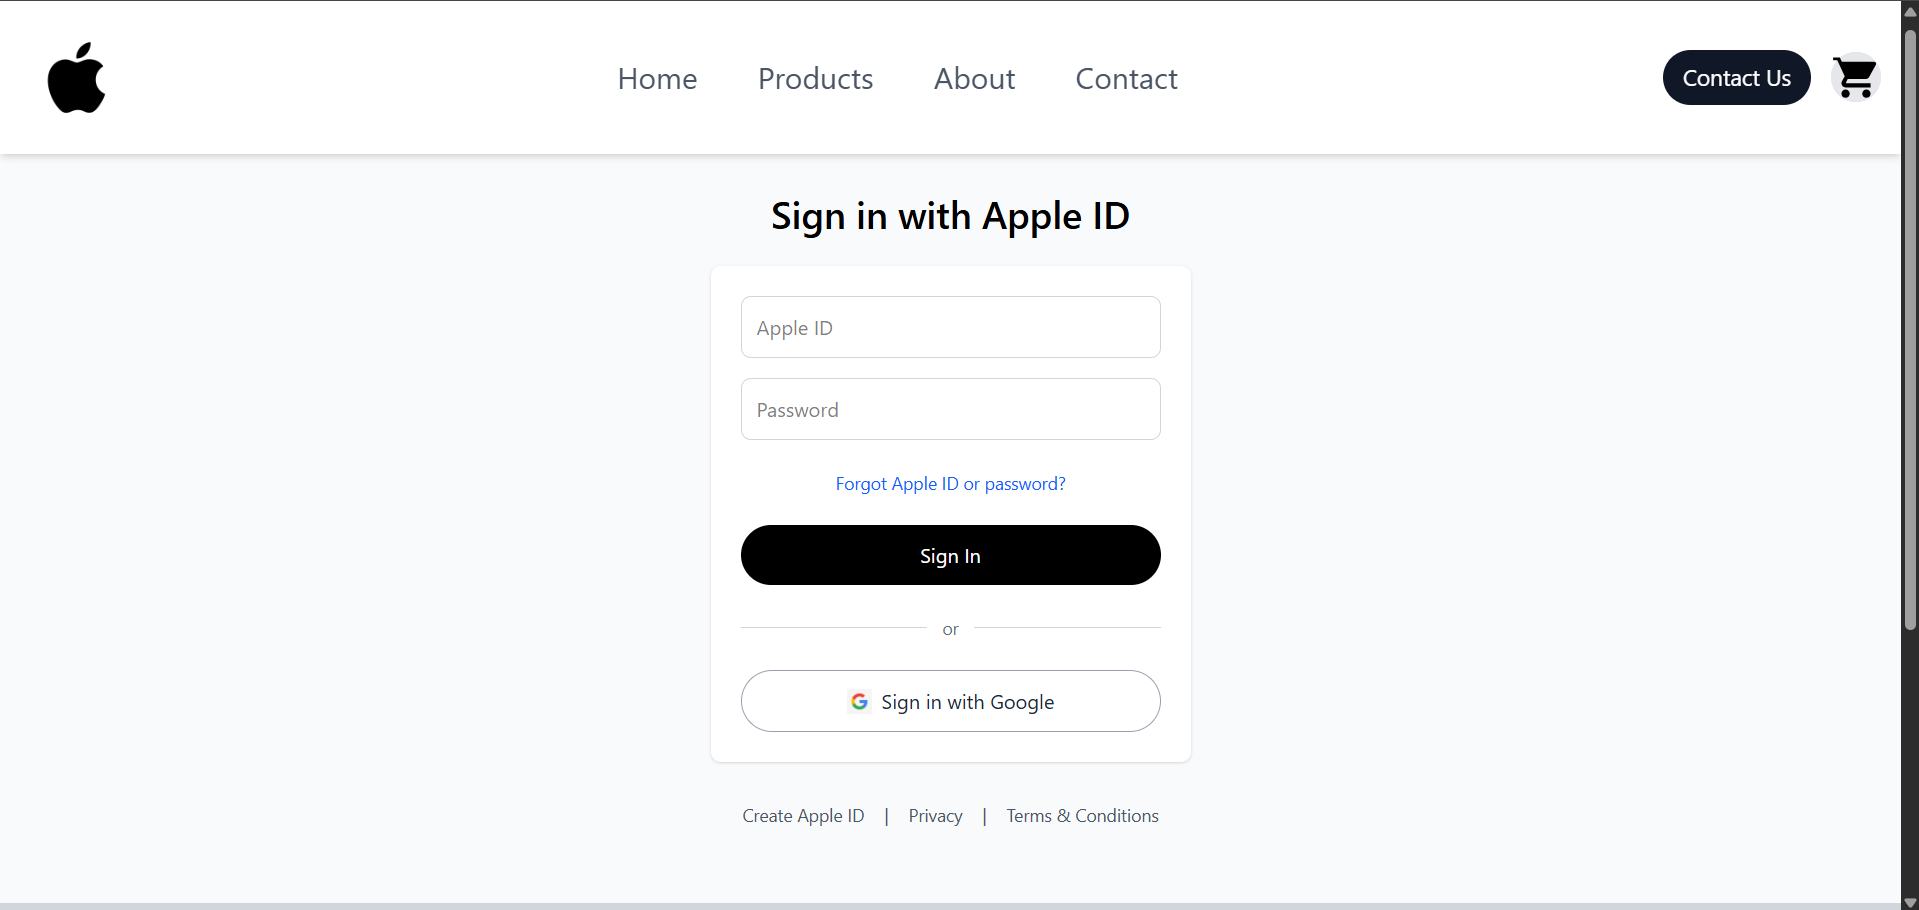 Home Products About Contact Contact Us
Sign in with Apple ID
Apple ID
Password
Forgot Apple ID or password?
Sign In
or
Sign in with Google
Create Apple ID | Privacy | Terms & Conditions